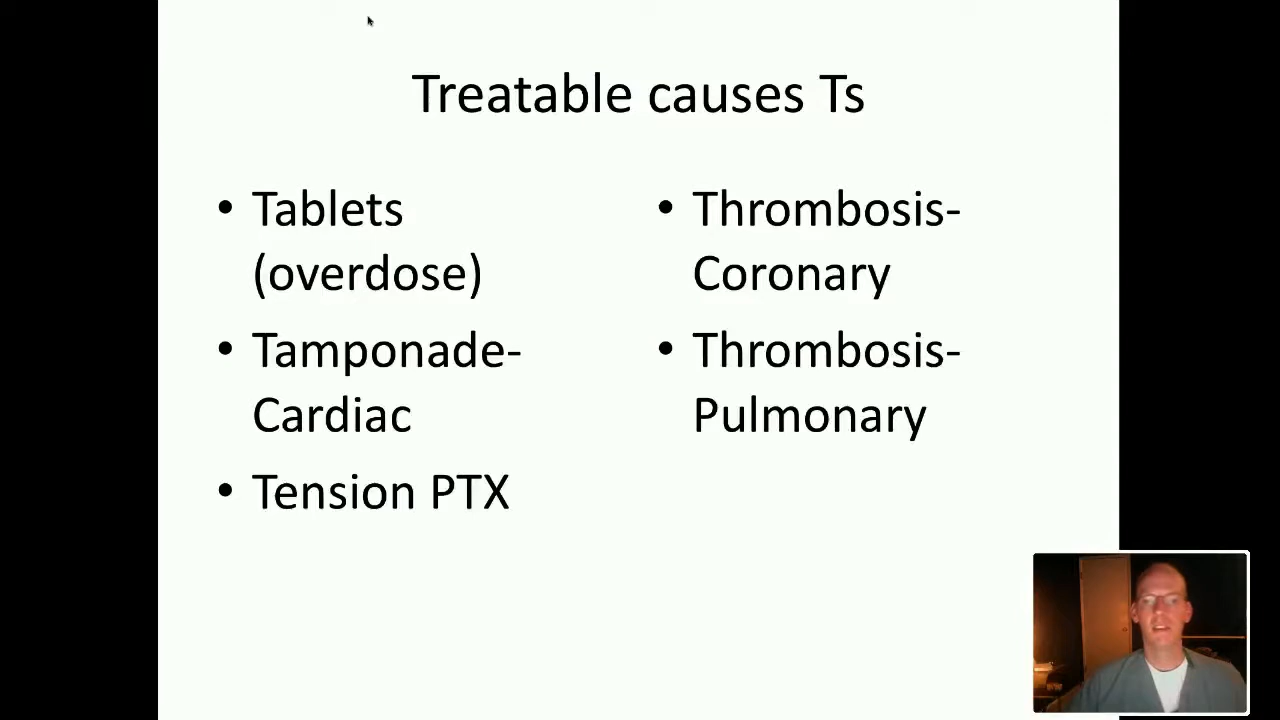 Treatable causes Ts
• Tablets
(overdose)
• Tamponade-
Cardiac
• Tension PTX
• Thrombosis-
Coronary
• Thrombosis-
Pulmonary